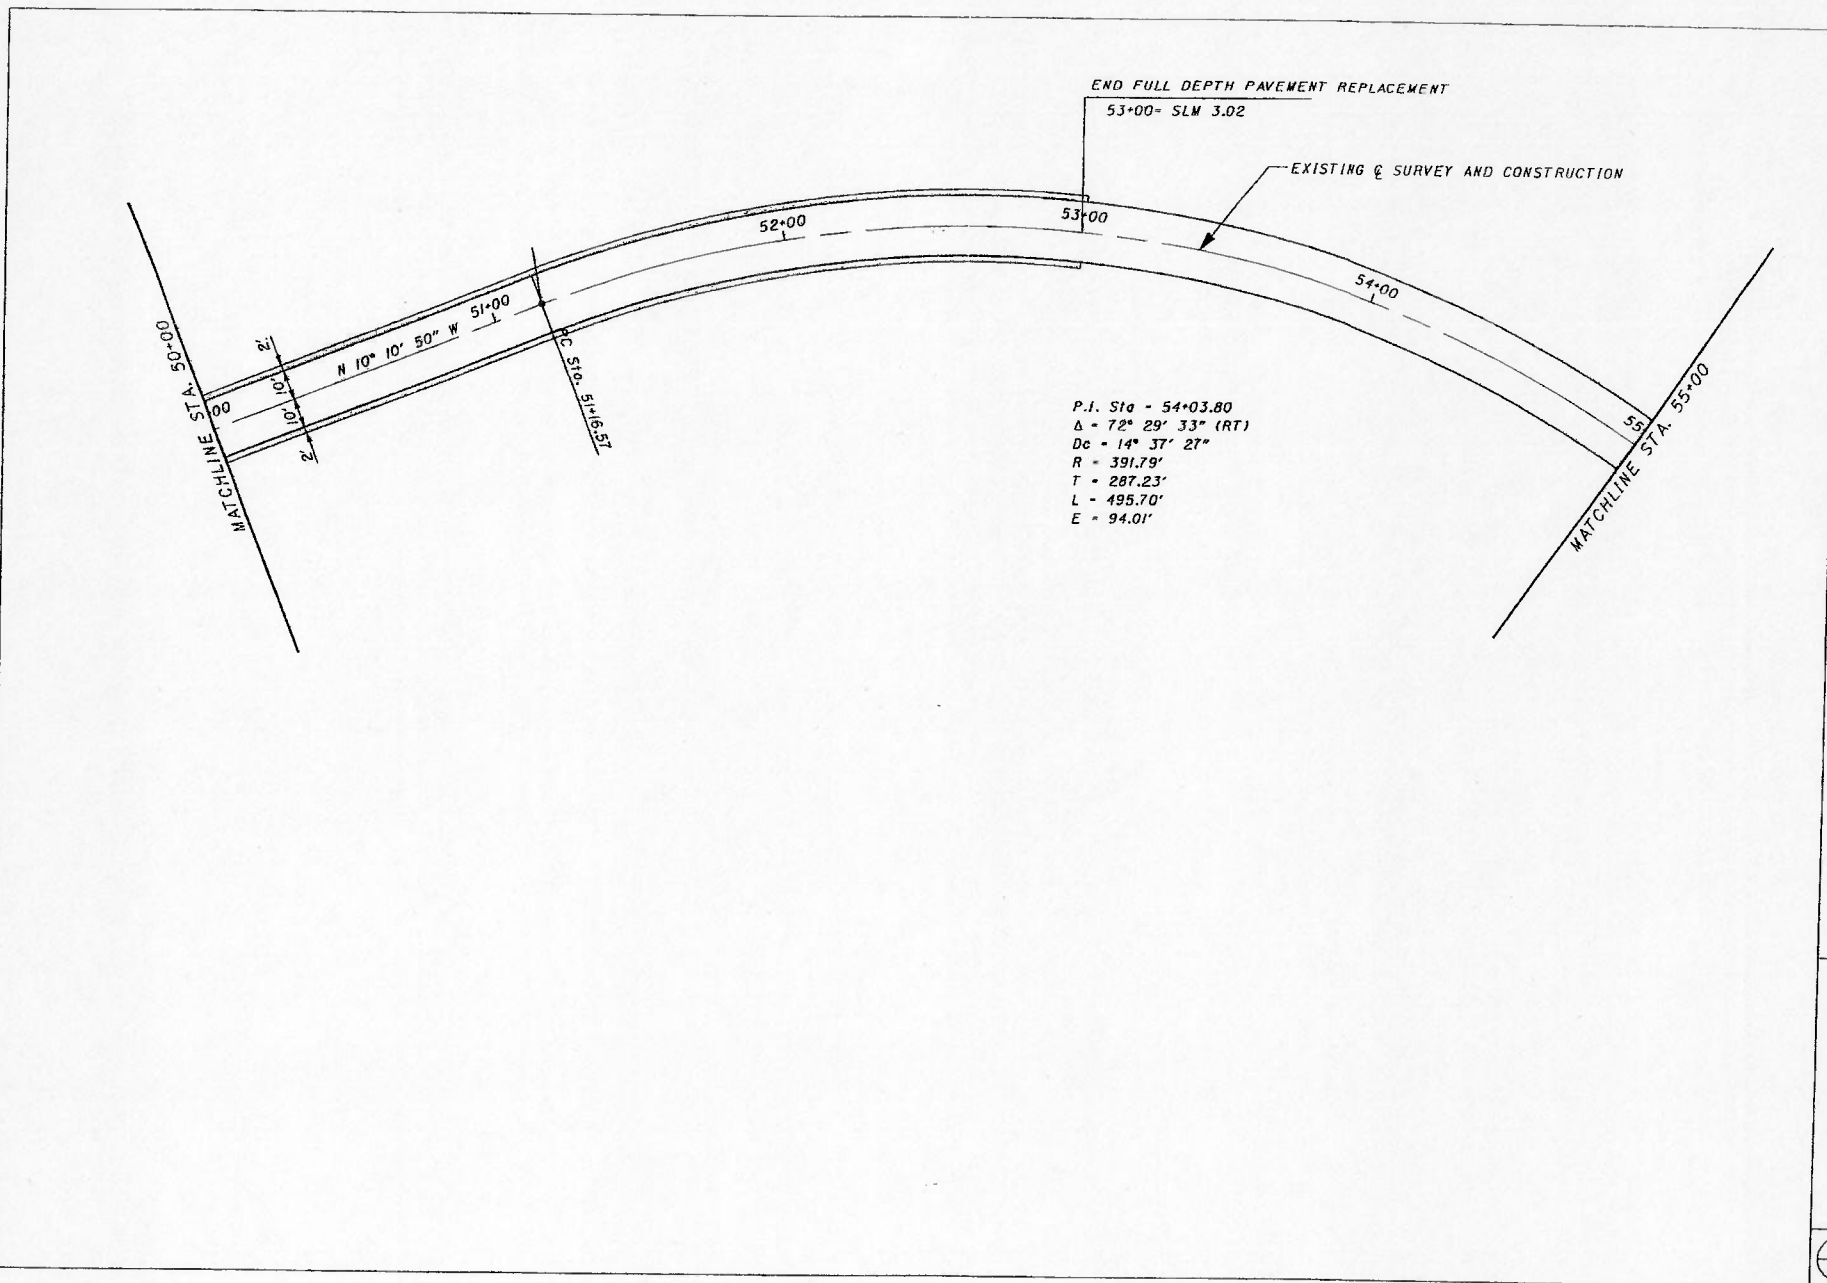 END FULL DEPTH PAVEMENT REPLACEMENT
53+00= SLM 3.02
EXISTING ℄ SURVEY AND CONSTRUCTION
52+00
53+00
54+00
51+00
N 10° 10' 50" W
2'
10'
10'
2'
+00
MATCHLINE STA. 50+00
PC Sta. 51+16.57
55
MATCHLINE STA. 55+00
P.I. Sta = 54+03.80
Δ = 72° 29' 33" (RT)
Dc = 14° 37' 27"
R = 391.79'
T = 287.23'
L = 495.70'
E = 94.01'